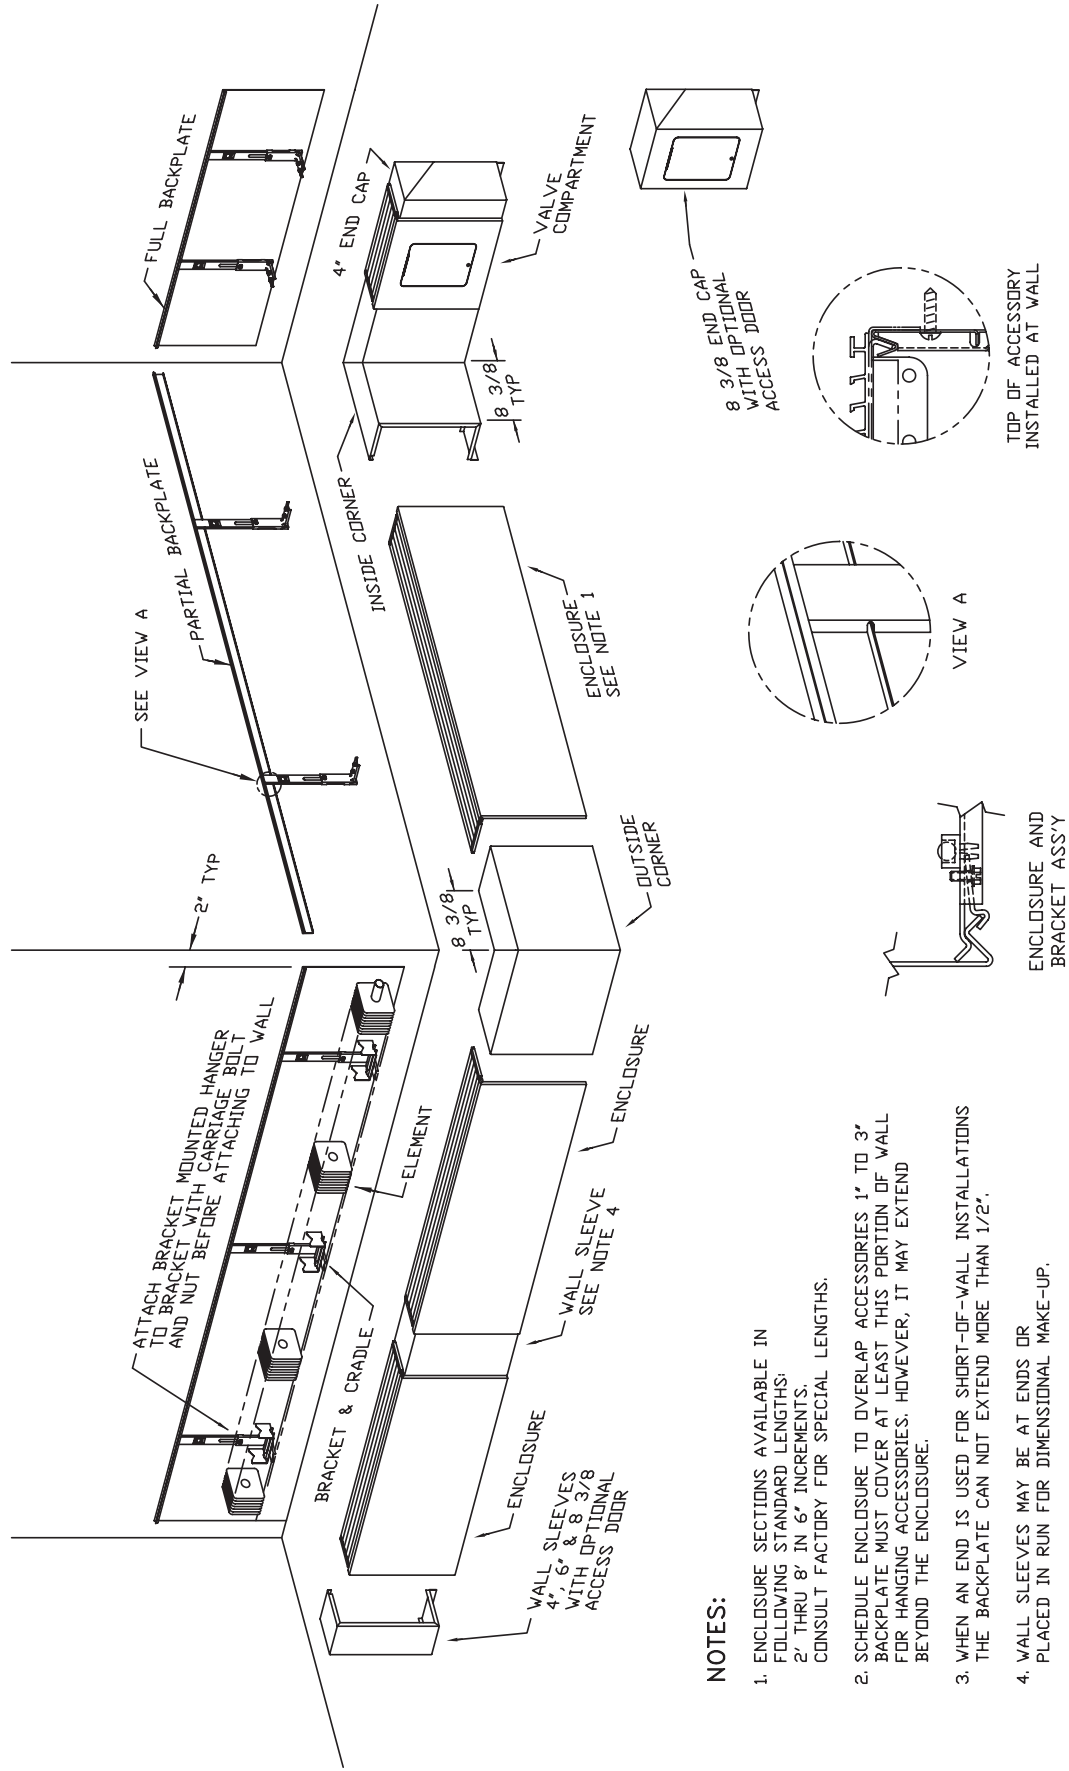 ATTACH BRACKET MOUNTED HANGER
TO BRACKET WITH CARRIAGE BOLT
AND NUT BEFORE ATTACHING TO WALL
2" TYP
SEE VIEW A
PARTIAL BACKPLATE
FULL BACKPLATE
BRACKET & CRADLE
ELEMENT
8 3/8
TYP
INSIDE CORNER
8 3/8
TYP
4" END CAP
WALL SLEEVES
4", 6" & 8 3/8
WITH OPTIONAL
ACCESS DOOR
ENCLOSURE
WALL SLEEVE
SEE NOTE 4
ENCLOSURE
OUTSIDE
CORNER
ENCLOSURE
SEE NOTE 1
VALVE
COMPARTMENT
8 3/8 END CAP
WITH OPTIONAL
ACCESS DOOR
NOTES:
1. ENCLOSURE SECTIONS AVAILABLE IN
FOLLOWING STANDARD LENGTHS:
2' THRU 8' IN 6" INCREMENTS.
CONSULT FACTORY FOR SPECIAL LENGTHS.
2. SCHEDULE ENCLOSURE TO OVERLAP ACCESSORIES 1" TO 3"
BACKPLATE MUST COVER AT LEAST THIS PORTION OF WALL
FOR HANGING ACCESSORIES. HOWEVER, IT MAY EXTEND
BEYOND THE ENCLOSURE.
3. WHEN AN END IS USED FOR SHORT-OF-WALL INSTALLATIONS
THE BACKPLATE CAN NOT EXTEND MORE THAN 1/2".
4. WALL SLEEVES MAY BE AT ENDS OR
PLACED IN RUN FOR DIMENSIONAL MAKE-UP.
ENCLOSURE AND
BRACKET ASS'Y
VIEW A
TOP OF ACCESSORY
INSTALLED AT WALL